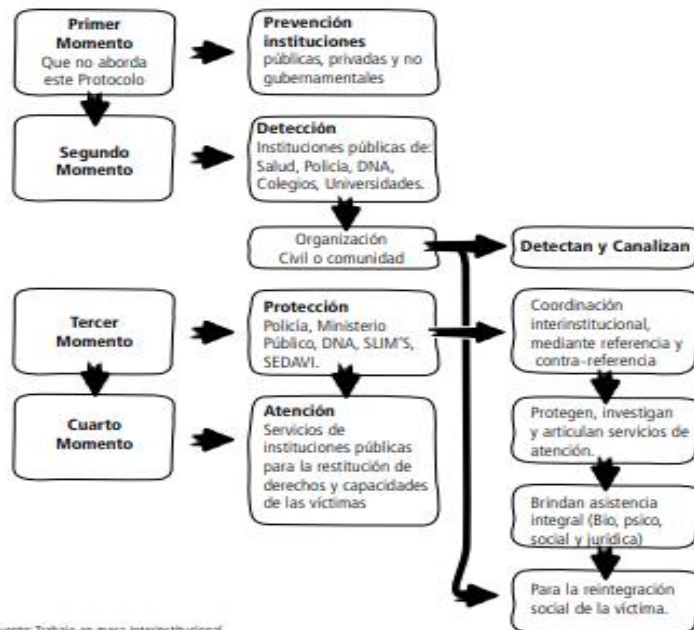 Primer
Momento
Que no aborda
este Protocolo
Prevención
instituciones
públicas, privadas y no
gubernamentales
Segundo
Momento
Detección
Instituciones públicas de:
Salud, Policía, DNA,
Colegios, Universidades.
Organización
Civil o comunidad
Detectan y Canalizan
Tercer
Momento
Protección
Policía, Ministerio
Público, DNA, SLIM'S,
SEDAVI.
Coordinación
interinstitucional,
mediante referencia y
contra-referencia
Cuarto
Momento
Atención
Servicios de
instituciones públicas
para la restitución de
derechos y capacidades
de las víctimas
Protegen, investigan
y articulan servicios de
atención.
Brindan asistencia
integral (Bio, psico,
social y jurídica)
Para la reintegración
social de la víctima.